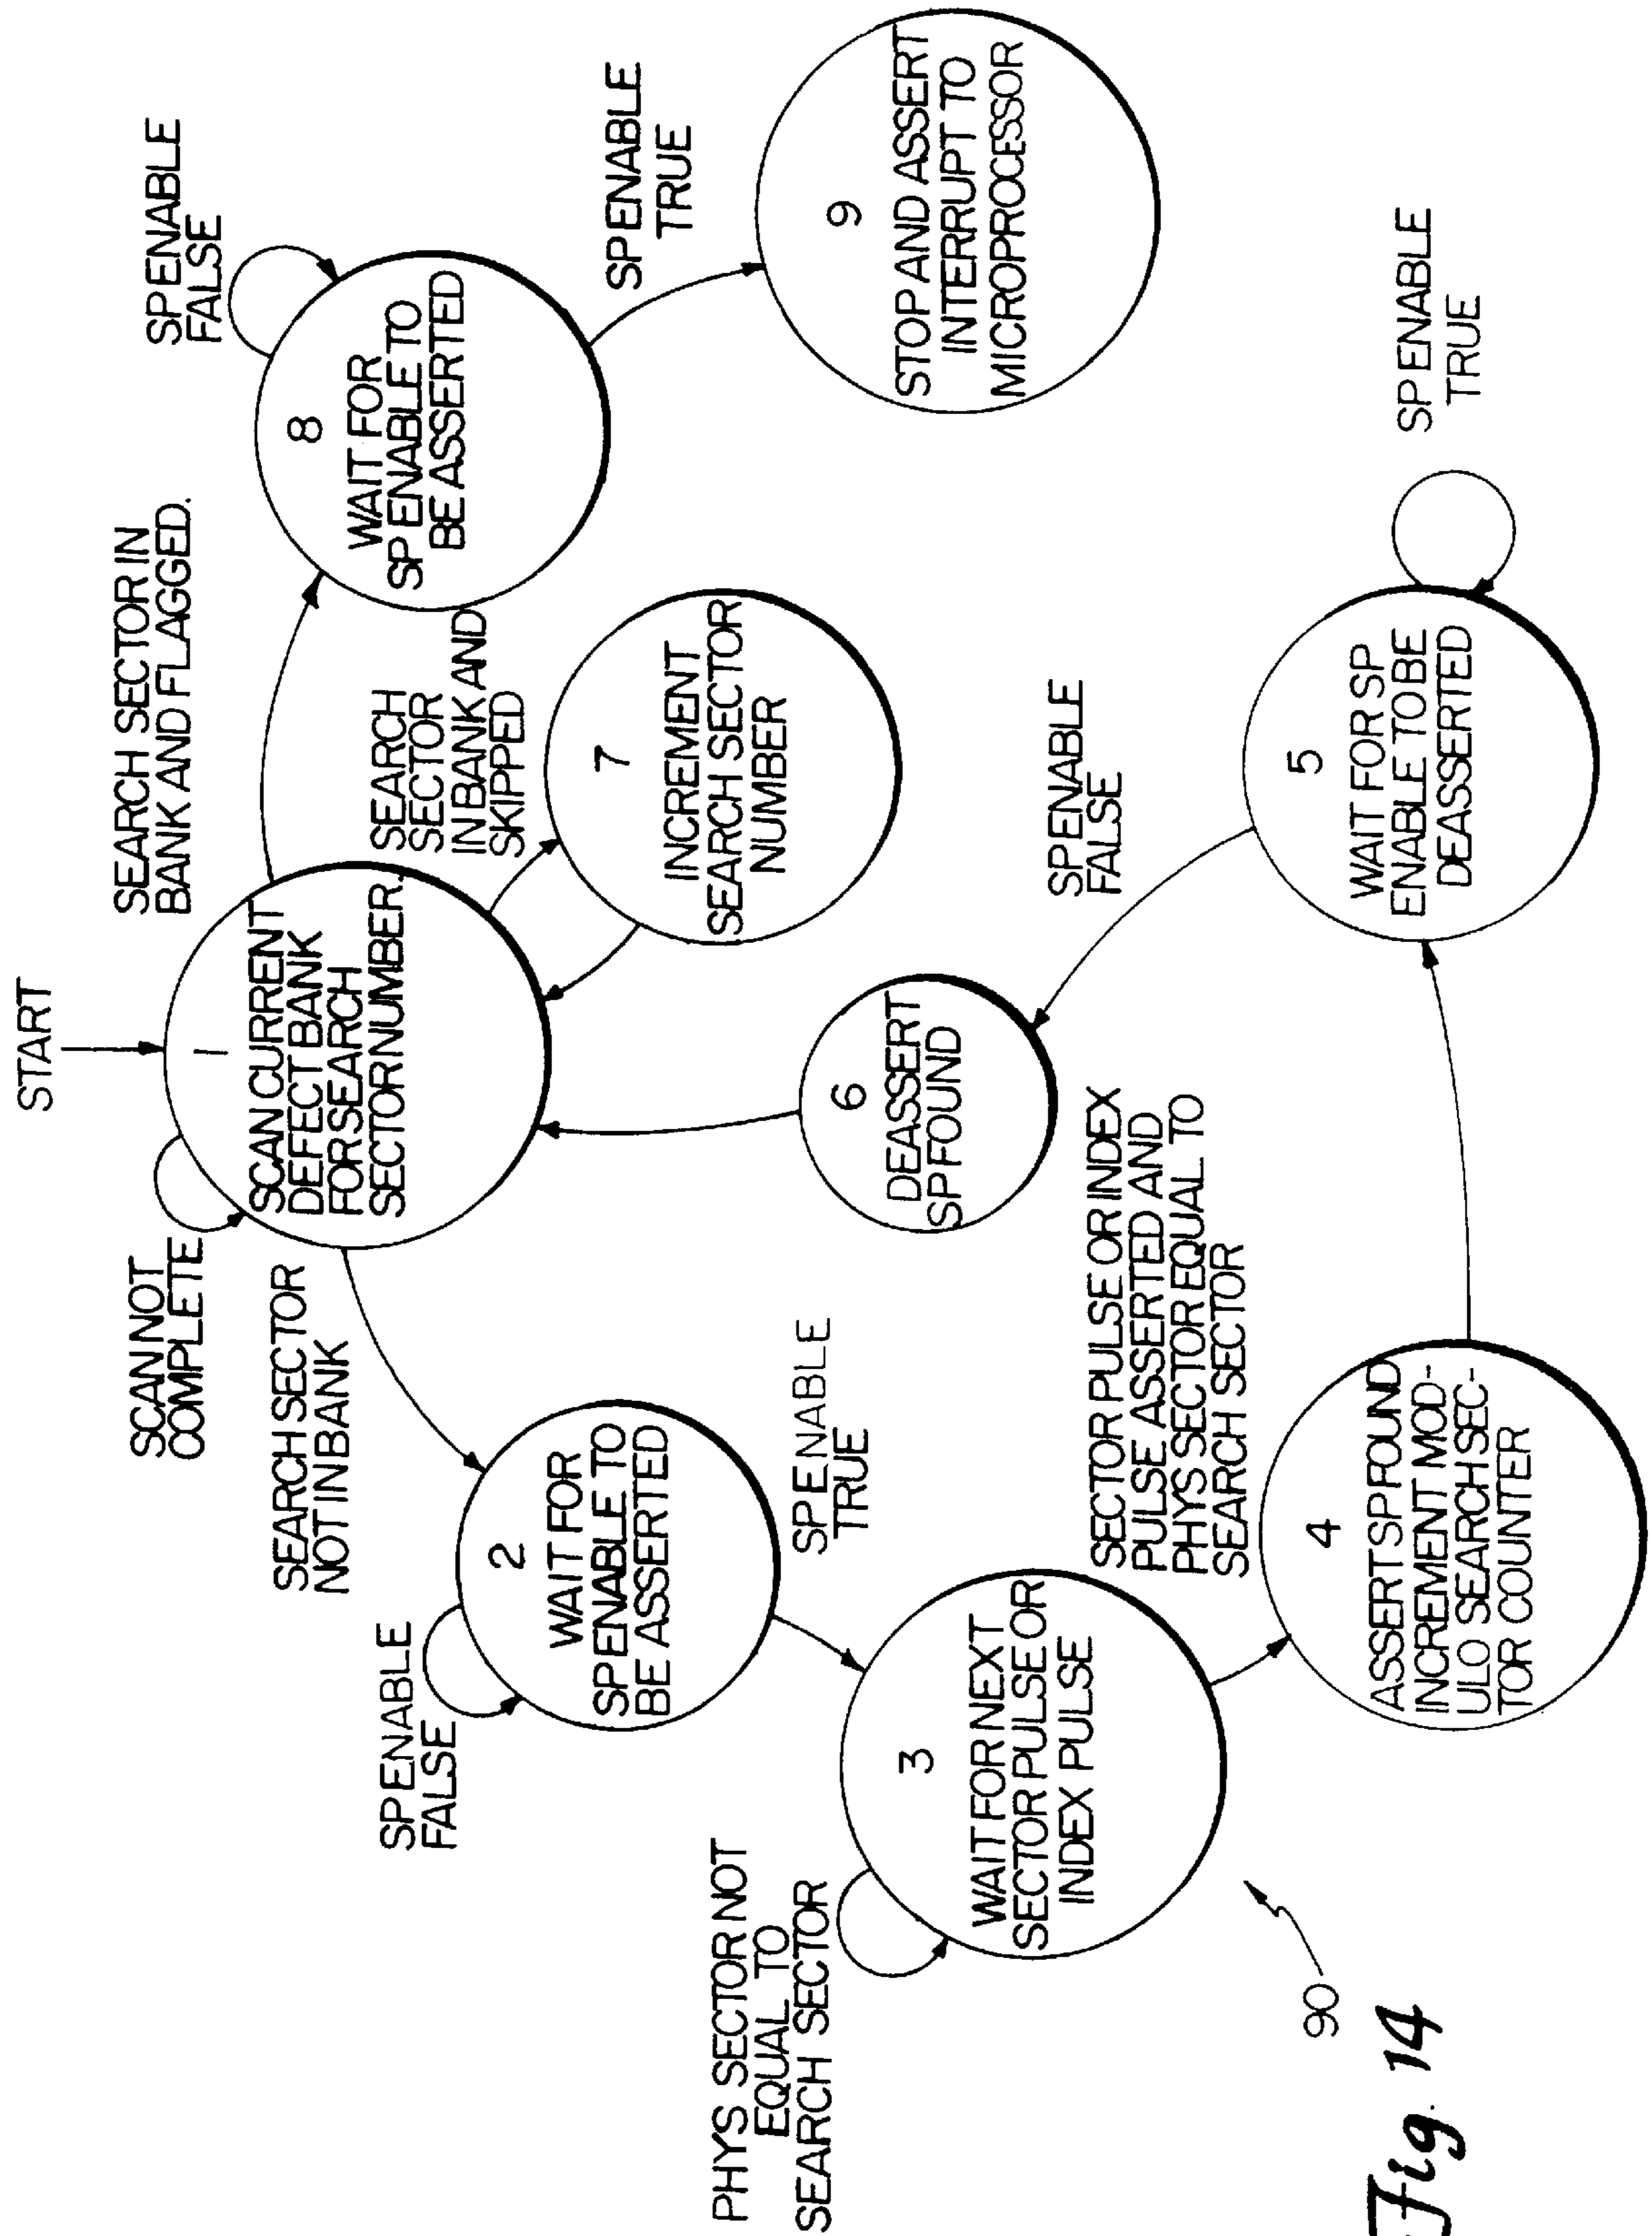 START
SCAN NOT
COMPLETE
1
SCAN CURRENT
DEFECT BANK
FOR SEARCH
SECTOR NUMBER.
SEARCH SECTOR IN
BANK AND FLAGGED.
SP ENABLE
FALSE
8
WAIT FOR
SP ENABLE TO
BE ASSERTED
SEARCH SECTOR
NOT IN BANK
SEARCH
SECTOR
IN BANK AND
SKIPPED
SP ENABLE
FALSE
2
WAIT FOR
SP ENABLE TO
BE ASSERTED
7
INCREMENT
SEARCH SECTOR
NUMBER
SP ENABLE
TRUE
SP ENABLE
TRUE
PHYS SECTOR NOT
EQUAL TO
SEARCH SECTOR
3
WAIT FOR NEXT
SECTOR PULSE OR
INDEX PULSE
6
DEASSERT
SP FOUND
9
STOP AND ASSERT
INTERRUPT TO
MICROPROCESSOR
SP ENABLE
FALSE
SECTOR PULSE OR INDEX
PULSE ASSERTED AND
PHYS SECTOR EQUAL TO
SEARCH SECTOR
4
ASSERT SP FOUND
INCREMENT MOD-
ULO SEARCH SEC-
TOR COUNTER
5
WAIT FOR SP
ENABLE TO BE
DEASSERTED
SP ENABLE
TRUE
90
Fig. 14